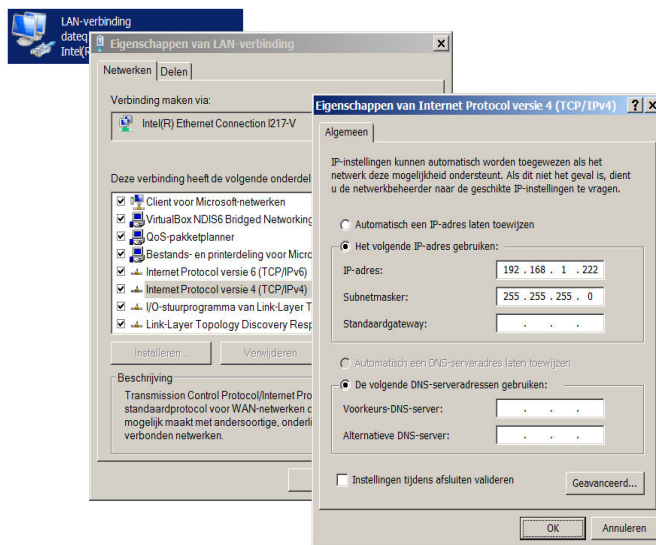 LAN-verbinding
dateq
Intel(R
Eigenschappen van LAN-verbinding
Netwerken
Delen
Verbinding maken via:
Intel(R) Ethernet Connection I217-V
Deze verbinding heeft de volgende onderdel
Client voor Microsoft-netwerken
VirtualBox NDIS6 Bridged Networking
QoS-pakketplanner
Bestands- en printerdeling voor Micro
Internet Protocol versie 6 (TCP/IPv6)
Internet Protocol versie 4 (TCP/IPv4)
I/O-stuurprogramma van Link-Layer T
Link-Layer Topology Discovery Resp
Installeren...
Verwijderen
Beschrijving
Transmission Control Protocol/Internet Pro
standaardprotocol voor WAN-netwerken d
mogelijk maakt met andersoortige, onderli
verbonden netwerken.
Eigenschappen van Internet Protocol versie 4 (TCP/IPv4)
Algemeen
IP-instellingen kunnen automatisch worden toegewezen als het
netwerk deze mogelijkheid ondersteunt. Als dit niet het geval is, dient
u de netwerkbeheerder naar de geschikte IP-instellingen te vragen.
Automatisch een IP-adres laten toewijzen
Het volgende IP-adres gebruiken:
IP-adres: 192 . 168 . 1 . 222
Subnetmasker: 255 . 255 . 255 . 0
Standaardgateway: . . .
Automatisch een DNS-serveradres laten toewijzen
De volgende DNS-serveradressen gebruiken:
Voorkeurs-DNS-server: . . .
Alternatieve DNS-server: . . .
Instellingen tijdens afsluiten valideren
Geavanceerd...
OK
Annuleren